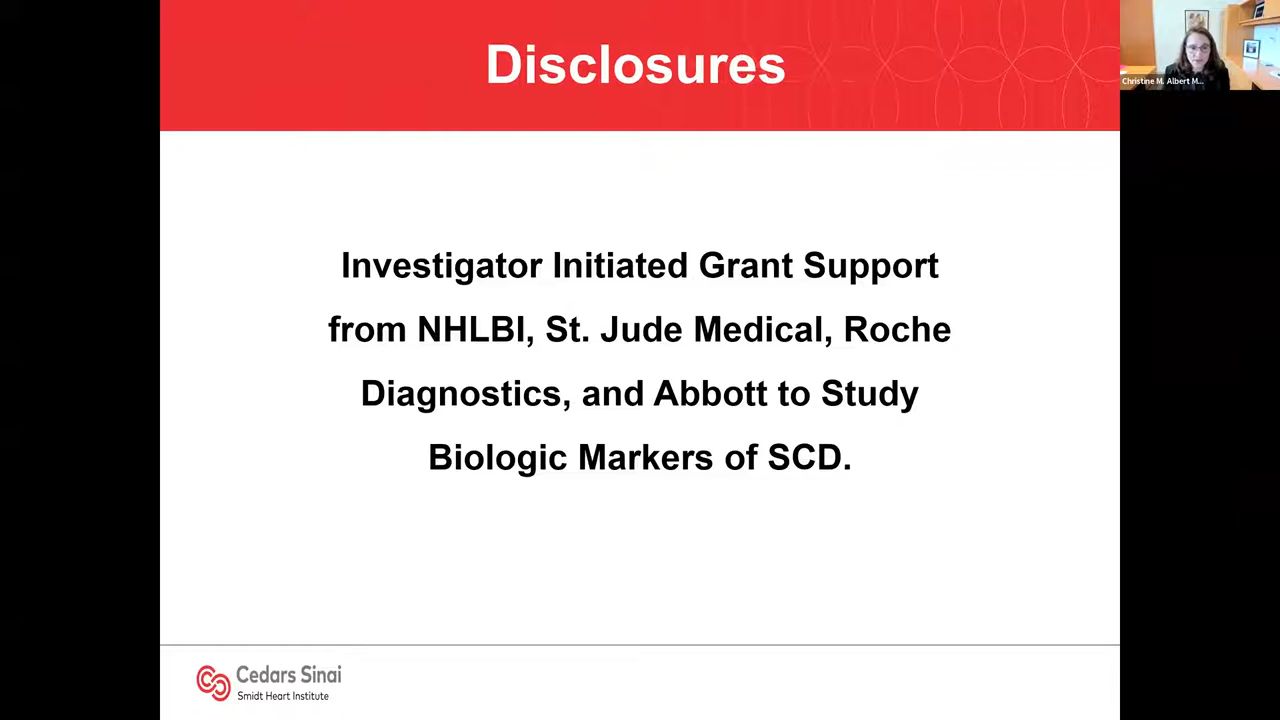 Disclosures
Christine M. Albert M...
Investigator Initiated Grant Support
from NHLBI, St. Jude Medical, Roche
Diagnostics, and Abbott to Study
Biologic Markers of SCD.
Cedars Sinai
Smidt Heart Institute